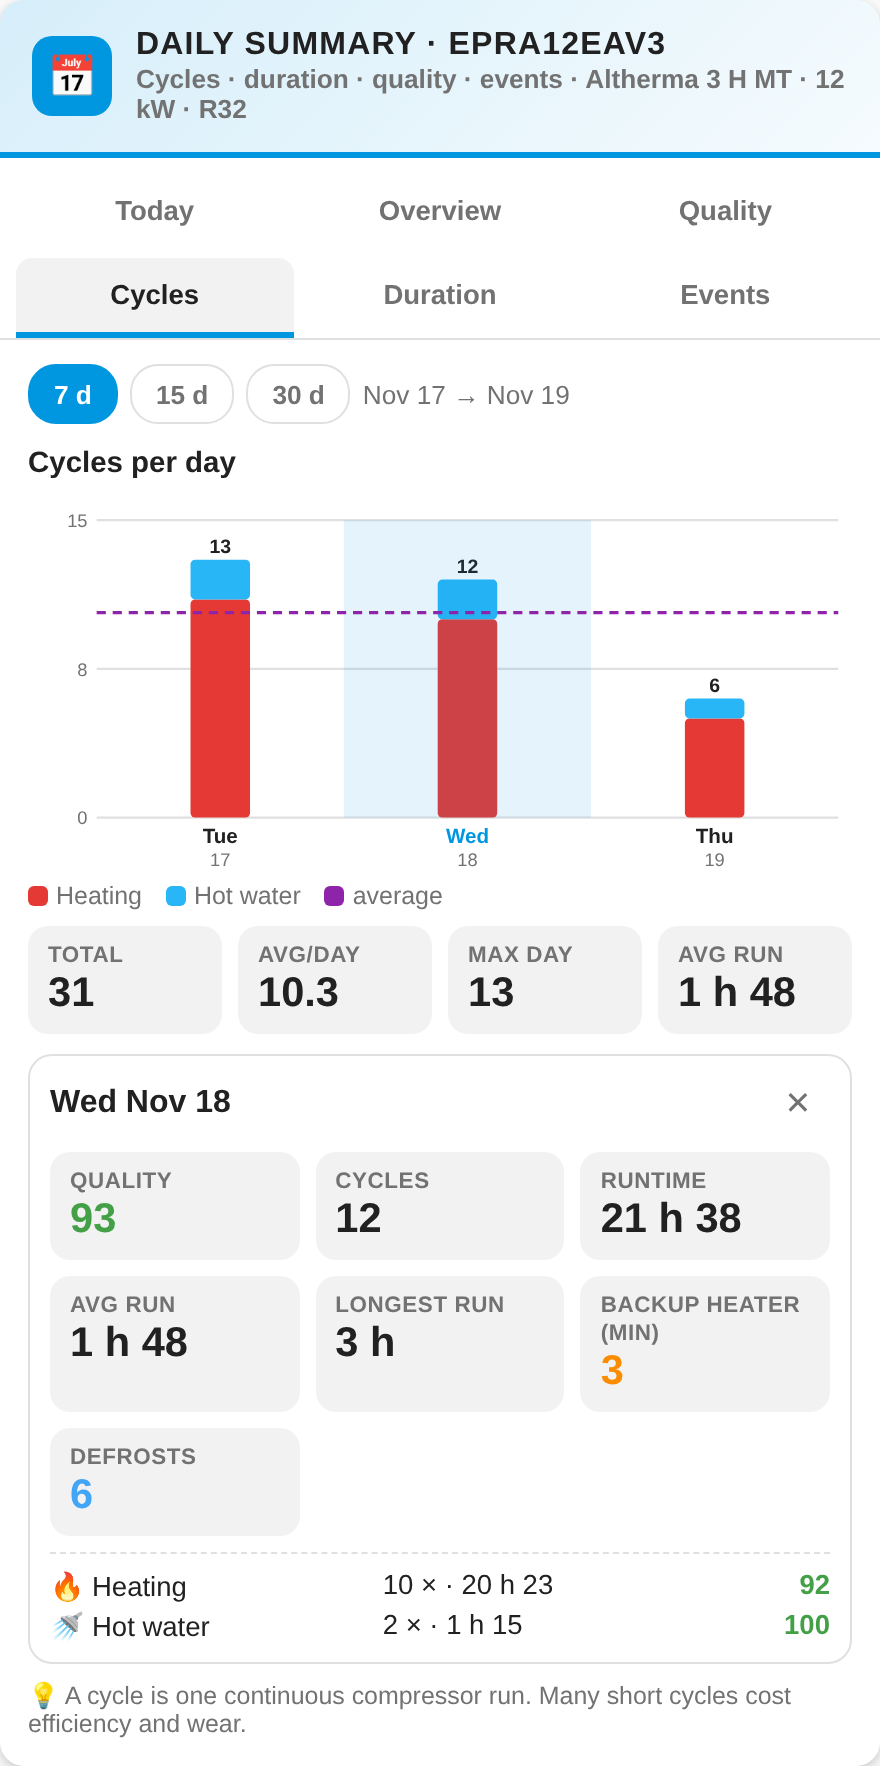 July
17
DAILY SUMMARY · EPRA12EAV3
Cycles · duration · quality · events · Altherma 3 H MT · 12
kW · R32
Today Overview Quality
Cycles Duration Events
7 d 15 d 30 d Nov 17 → Nov 19
Cycles per day
15
13
12
8
6
0
Tue Wed Thu
17 18 19
Heating Hot water average
TOTAL AVG/DAY MAX DAY AVG RUN
31 10.3 13 1 h 48
Wed Nov 18 ✕
QUALITY CYCLES RUNTIME
93 12 21 h 38
AVG RUN LONGEST RUN BACKUP HEATER
(MIN)
1 h 48 3 h 3
DEFROSTS
6
🔥 Heating 10 × · 20 h 23 92
🚿 Hot water 2 × · 1 h 15 100
💡 A cycle is one continuous compressor run. Many short cycles cost
efficiency and wear.